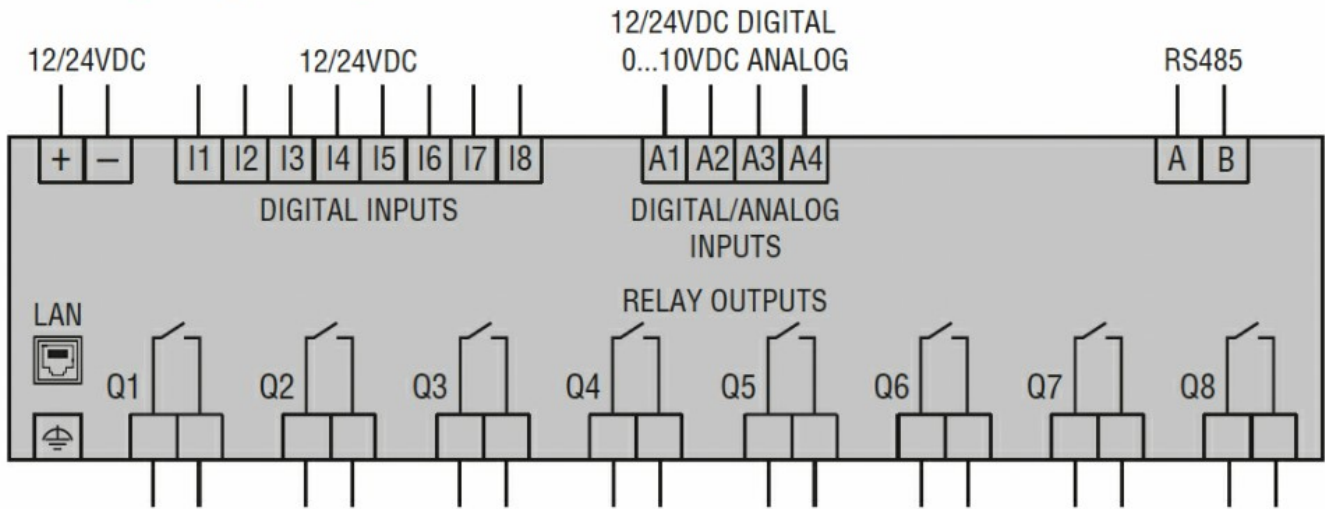 12/24VDC DIGITAL
12/24VDC 12/24VDC 0...10VDC ANALOG RS485
+ − I1 I2 I3 I4 I5 I6 I7 I8 A1 A2 A3 A4 A B
DIGITAL INPUTS DIGITAL/ANALOG
INPUTS
RELAY OUTPUTS
LAN
Q1 Q2 Q3 Q4 Q5 Q6 Q7 Q8